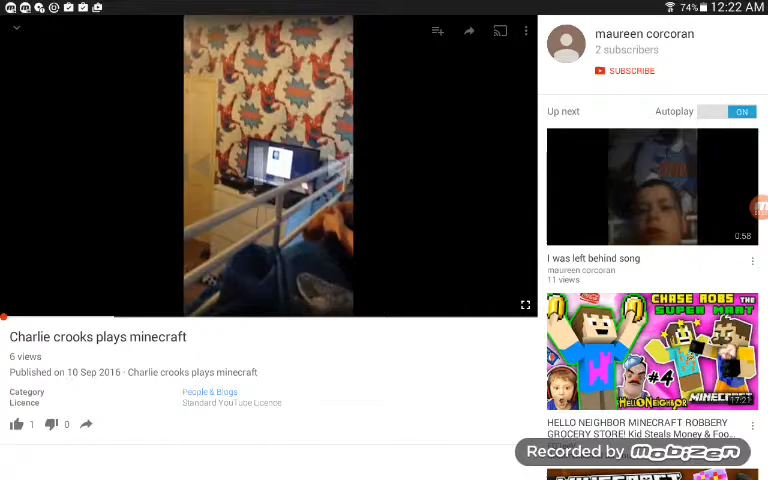 74% 12:22 AM
maureen corcoran
2 subscribers
SUBSCRIBE
Up next Autoplay ON
0:58
I was left behind song
maureen corcoran
11 views
CHASE ROBS THE
SUPER MART
#4
HELLO NEIGHBOR
MINECRAFT
17:21
HELLO NEIGHBOR MINECRAFT ROBBERY
GROCERY STORE! Kid Steals Money & Foo...
Recorded by MOBIZEN
Charlie crooks plays minecraft
6 views
Published on 10 Sep 2016 · Charlie crooks plays minecraft
Category People & Blogs
Licence Standard YouTube Licence
1 0